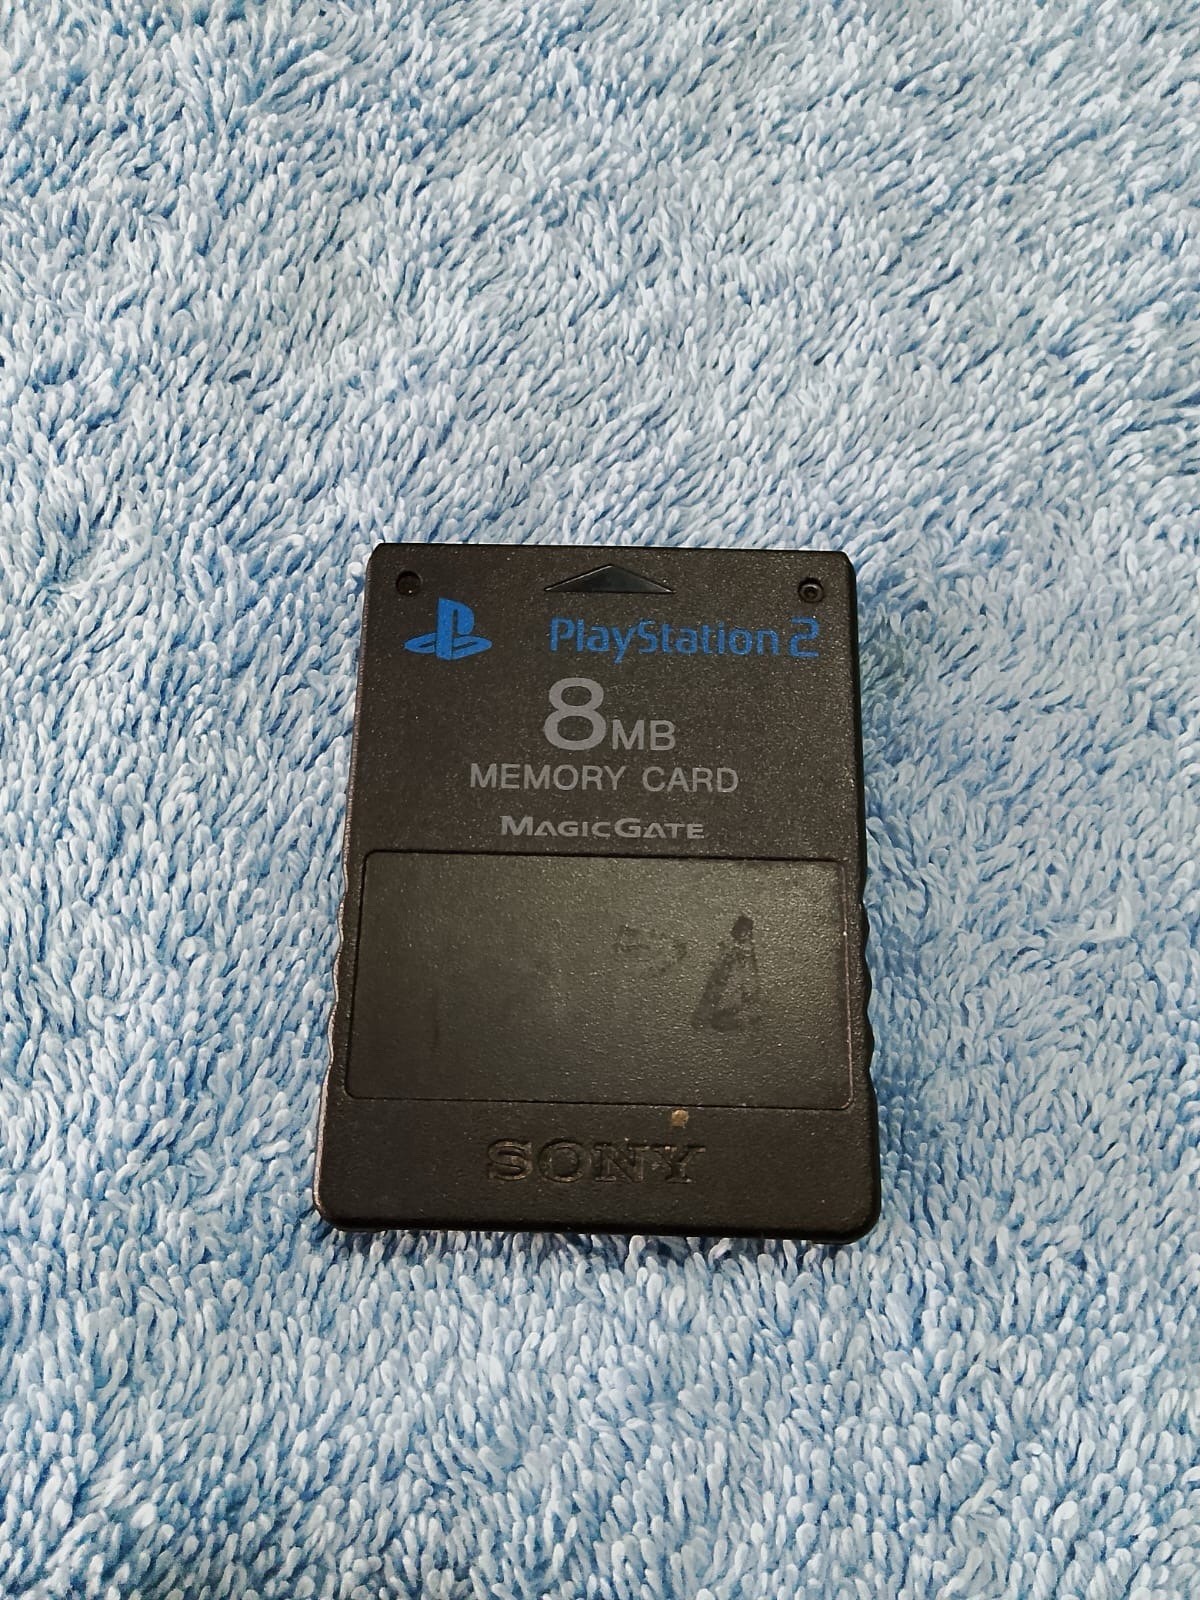 PlayStation 2
8MB
MEMORY CARD
MAGICGATE
SONY